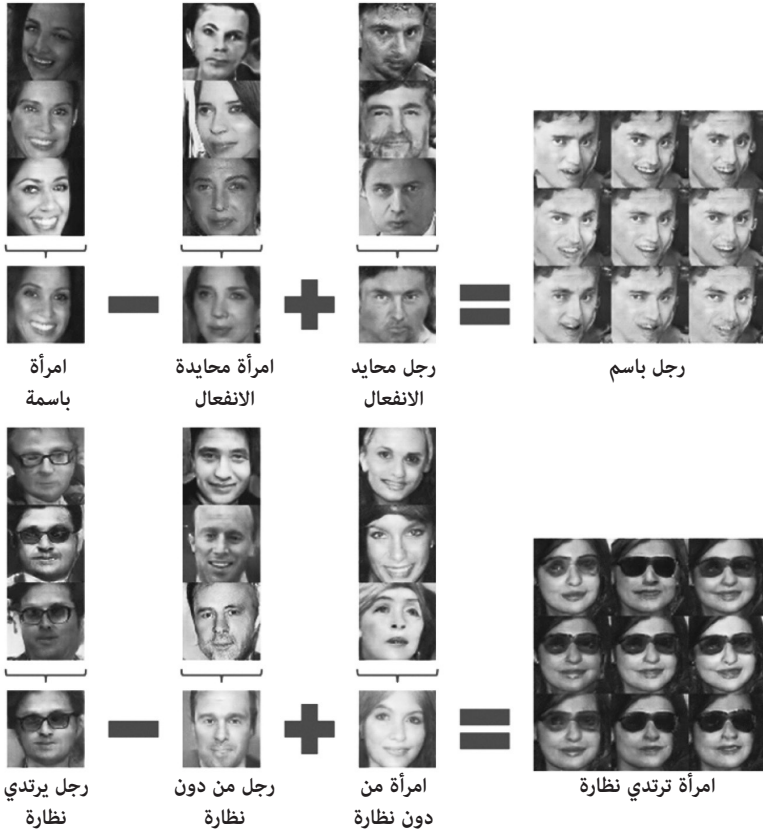 امرأة
باسمة
امرأة محايدة
الانفعال
رجل محايد
الانفعال
رجل باسم
رجل يرتدي
نظارة
رجل من دون
نظارة
امرأة من
دون نظارة
امرأة ترتدي نظارة